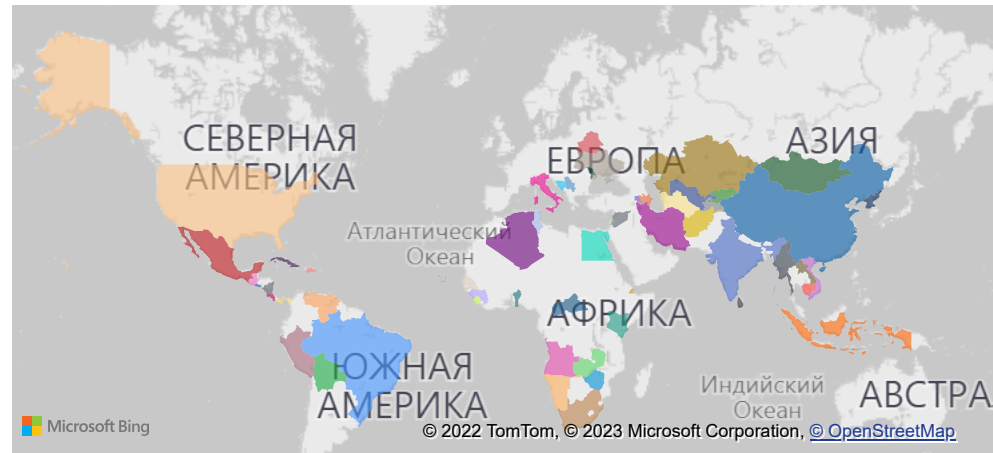 СЕВЕРНАЯ
АМЕРИКА
ЕВРОПА
АЗИЯ
Атлантический
Океан
АФРИКА
ЮЖНАЯ
АМЕРИКА
Индийский
Океан
АВСТРА
Microsoft Bing
© 2022 TomTom, © 2023 Microsoft Corporation, © OpenStreetMap